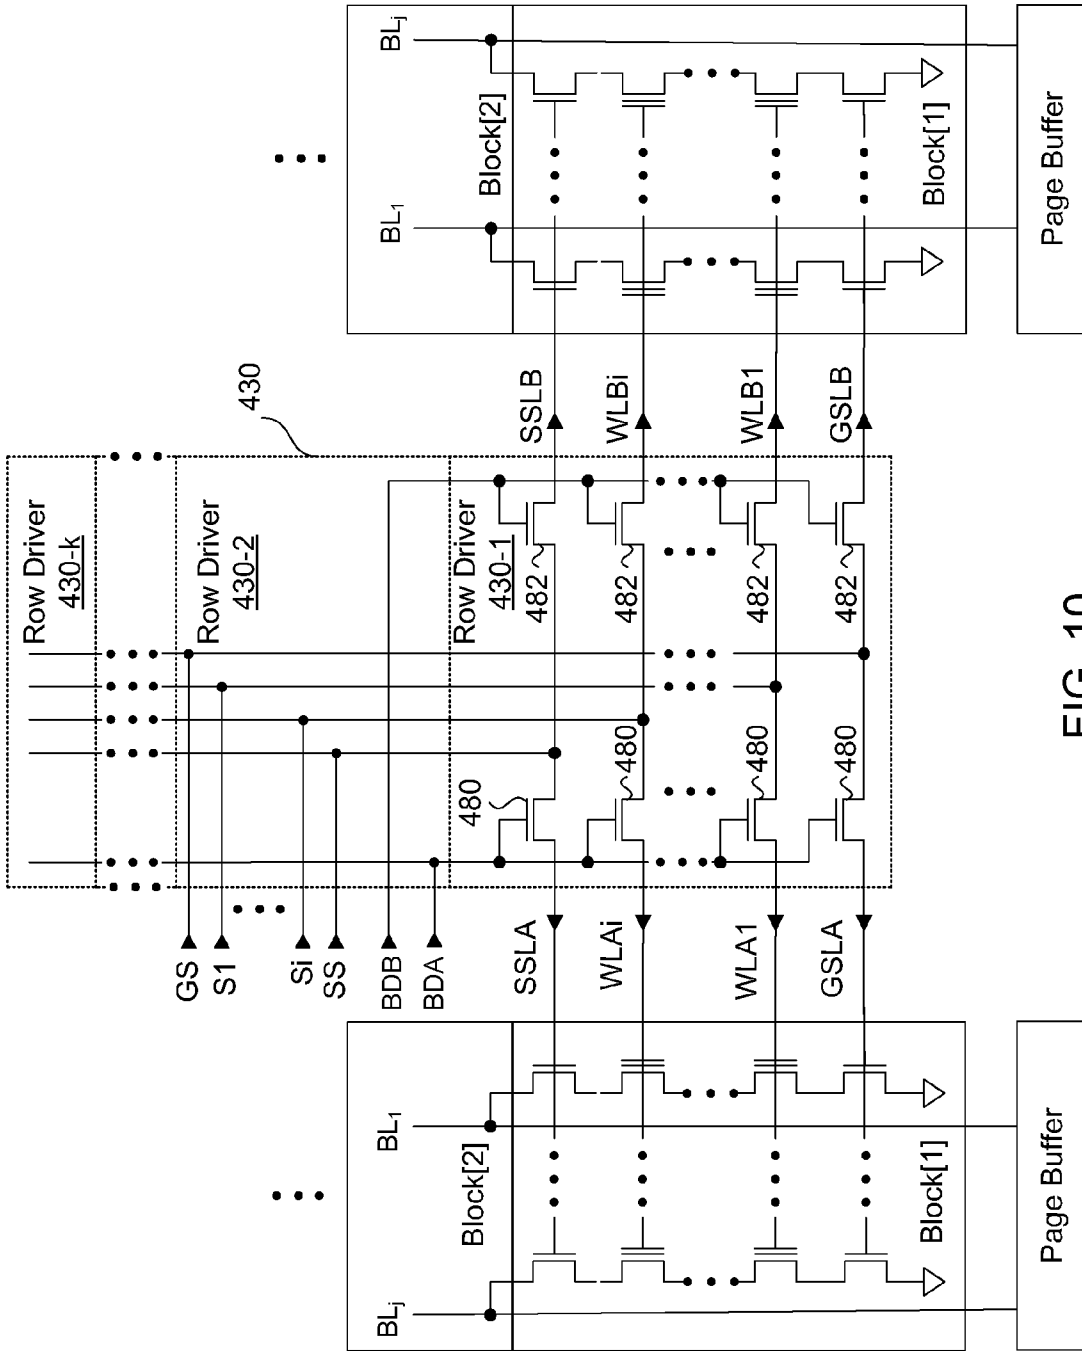 Row Driver
430-k
Row Driver
430-2
430
Row Driver
430-1
GS
S1
Si
SS
BDB
BDA
480
480
480
480
482
482
482
482
SSLA
WLAi
WLA1
GSLA
SSLB
WLBi
WLB1
GSLB
BLj
BL1
Block[2]
Block[1]
Page Buffer
BL1
BLj
Block[2]
Block[1]
Page Buffer
FIG. 10